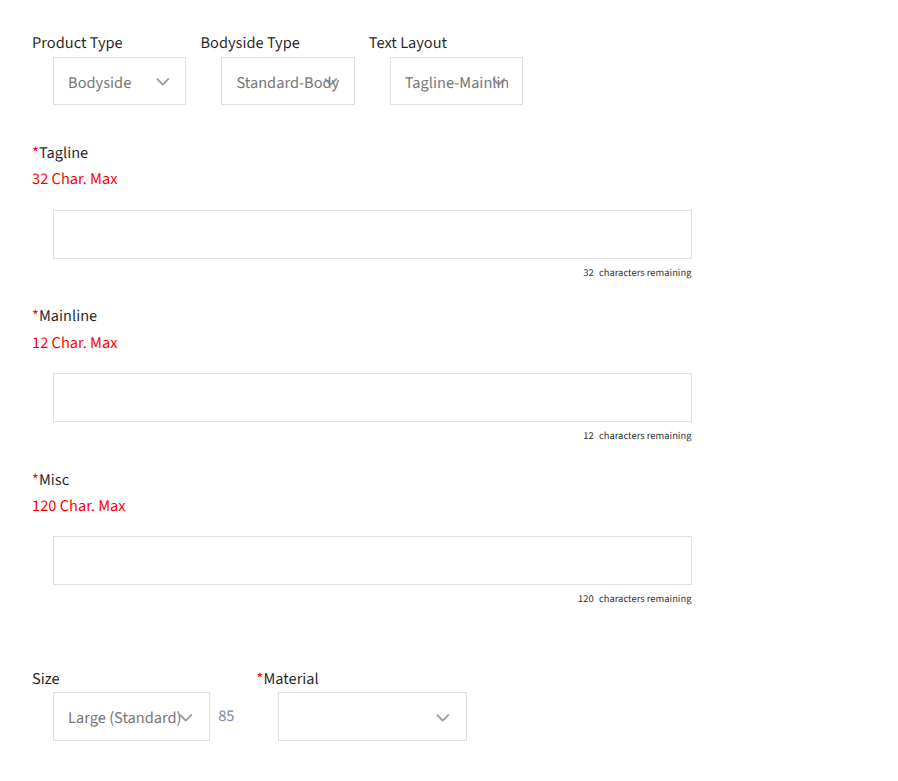 Product Type Bodyside Type Text Layout
Bodyside Standard-Body Tagline-Mainlin
*Tagline
32 Char. Max
32 characters remaining
*Mainline
12 Char. Max
12 characters remaining
*Misc
120 Char. Max
120 characters remaining
Size *Material
Large (Standard) 85